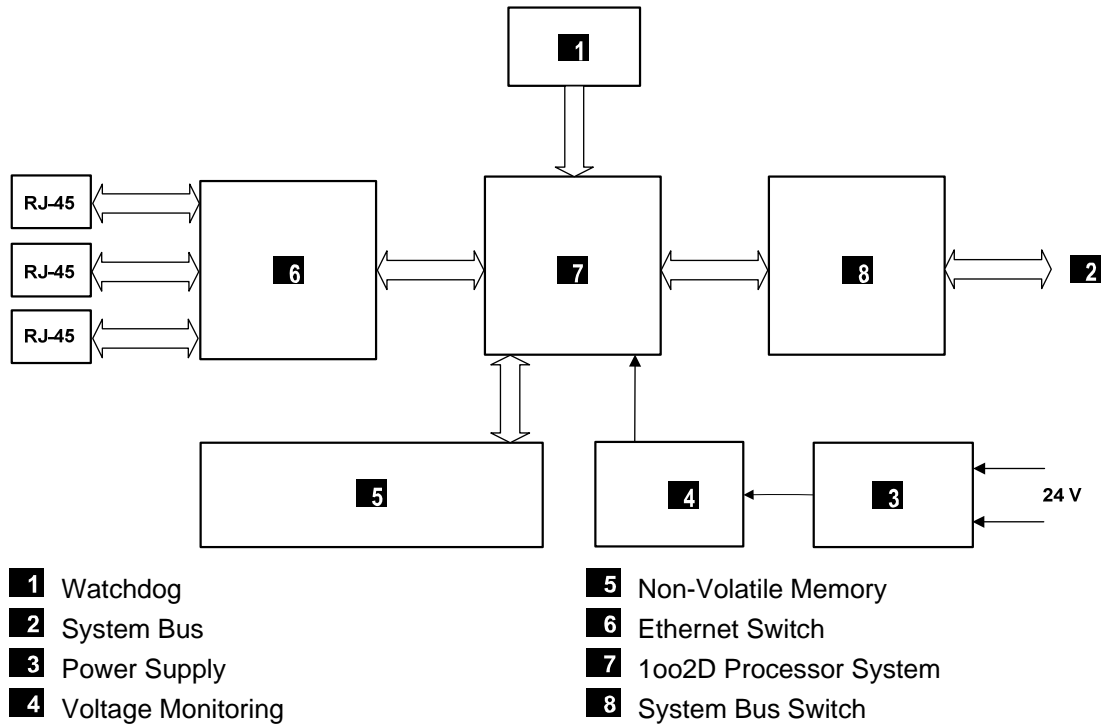 1
RJ-45
RJ-45
RJ-45
6
7
8
2
5
4
3
24 V
1 Watchdog
2 System Bus
3 Power Supply
4 Voltage Monitoring
5 Non-Volatile Memory
6 Ethernet Switch
7 1oo2D Processor System
8 System Bus Switch